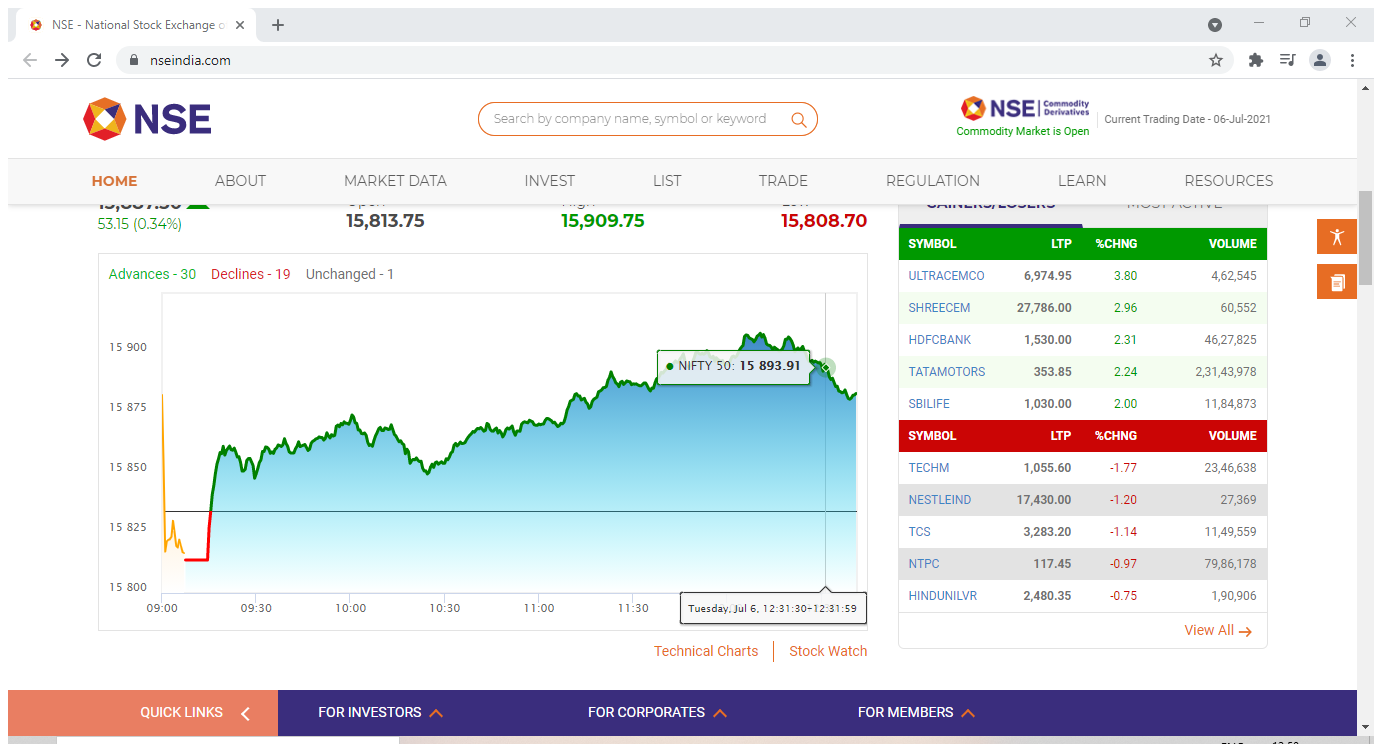 NSE - National Stock Exchange o
nseindia.com
NSE
Search by company name, symbol or keyword
NSE Commodity Derivatives
Commodity Market is Open
Current Trading Date - 06-Jul-2021
HOME ABOUT MARKET DATA INVEST LIST TRADE REGULATION LEARN RESOURCES
53.15 (0.34%)
15,813.75
15,909.75
15,808.70
GAINERS/LOSERS MOST ACTIVE
Advances - 30 Declines - 19 Unchanged - 1
15 900
15 875
15 850
15 825
15 800
NIFTY 50: 15 893.91
09:00 09:30 10:00 10:30 11:00 11:30
Tuesday, Jul 6, 12:31:30-12:31:59
Technical Charts Stock Watch
SYMBOL LTP %CHNG VOLUME
ULTRACEMCO 6,974.95 3.80 4,62,545
SHREECEM 27,786.00 2.96 60,552
HDFCBANK 1,530.00 2.31 46,27,825
TATAMOTORS 353.85 2.24 2,31,43,978
SBILIFE 1,030.00 2.00 11,84,873
SYMBOL LTP %CHNG VOLUME
TECHM 1,055.60 -1.77 23,46,638
NESTLEIND 17,430.00 -1.20 27,369
TCS 3,283.20 -1.14 11,49,559
NTPC 117.45 -0.97 79,86,178
HINDUNILVR 2,480.35 -0.75 1,90,906
View All
QUICK LINKS FOR INVESTORS FOR CORPORATES FOR MEMBERS